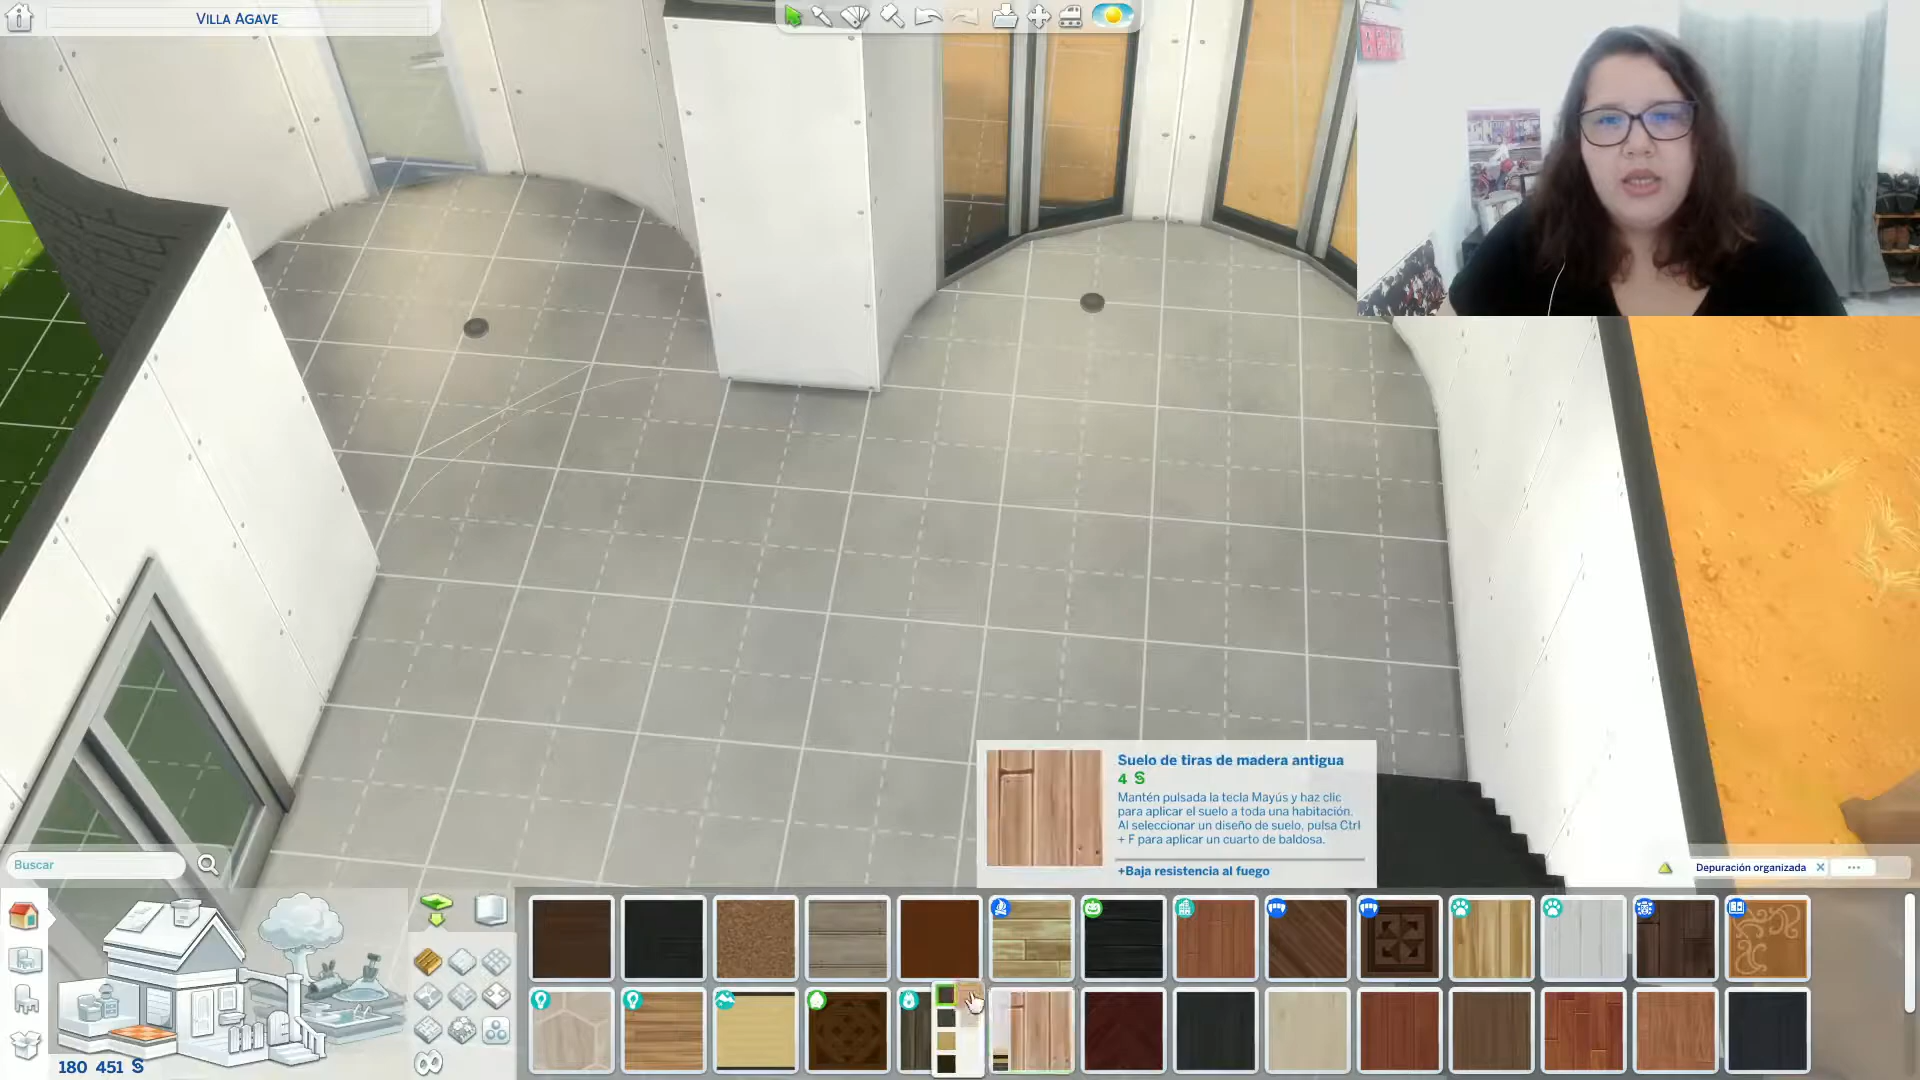 Villa Agave
Suelo de tiras de madera antigua
4 S
Mantén pulsada la tecla Mayús y haz clic
para aplicar el suelo a toda una habitación.
Al seleccionar un diseño de suelo, pulsa Ctrl
+ F para aplicar un cuarto de baldosa.
+Baja resistencia al fuego
Buscar
Depuración organizada
180 451 S